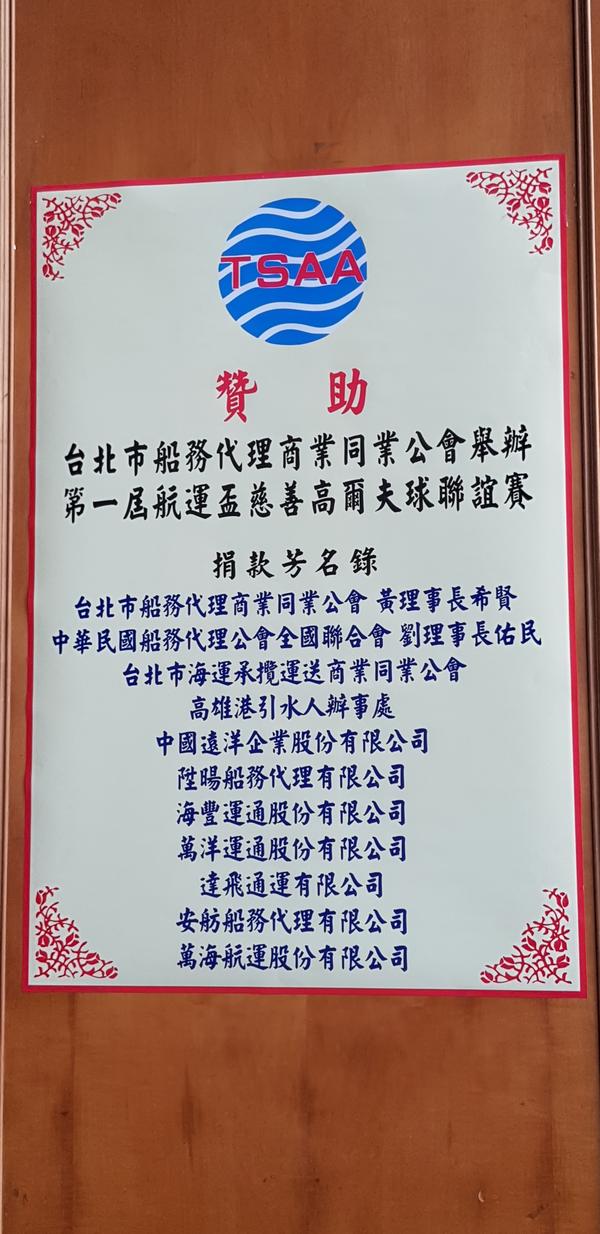 TSAA
贊 助
台北市船務代理商業同業公會舉辦
第一屆航運盃慈善高爾夫球聯誼賽
捐款芳名錄
台北市船務代理商業同業公會 黃理事長希賢
中華民國船務代理公會全國聯合會 劉理事長佑民
台北市海運承攬運送商業同業公會
高雄港引水人辦事處
中國遠洋企業股份有限公司
陞暘船務代理有限公司
海豐運通股份有限公司
萬洋運通股份有限公司
達飛通運有限公司
安舫船務代理有限公司
萬海航運股份有限公司